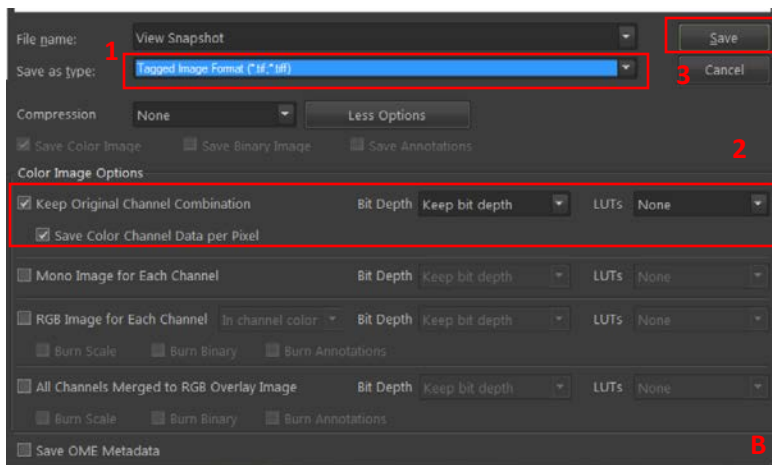 File name: View Snapshot Save
1
Save as type: Tagged Image Format (*.tif;*.tiff) 3 Cancel
Compression None Less Options
Save Color Image Save Binary Image Save Annotations
2
Color Image Options
Keep Original Channel Combination Bit Depth Keep bit depth LUTs None
Save Color Channel Data per Pixel
Mono Image for Each Channel Bit Depth Keep bit depth LUTs None
RGB Image for Each Channel In channel color Bit Depth Keep bit depth LUTs None
Burn Scale Burn Binary Burn Annotations
All Channels Merged to RGB Overlay Image Bit Depth Keep bit depth LUTs None
Burn Scale Burn Binary Burn Annotations
Save OME Metadata B